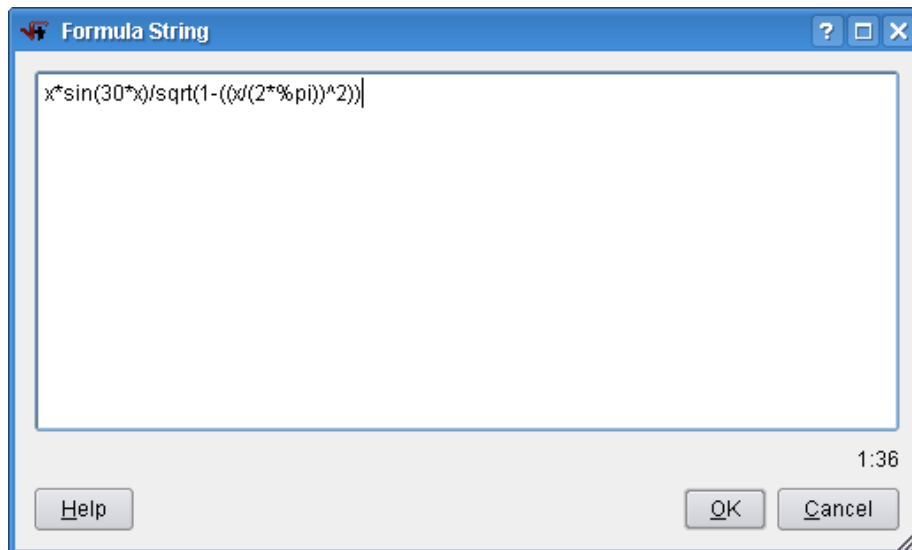 Formula String
x*sin(30*x)/sqrt(1-((x/(2*%pi))^2))
1:36
Help
OK
Cancel